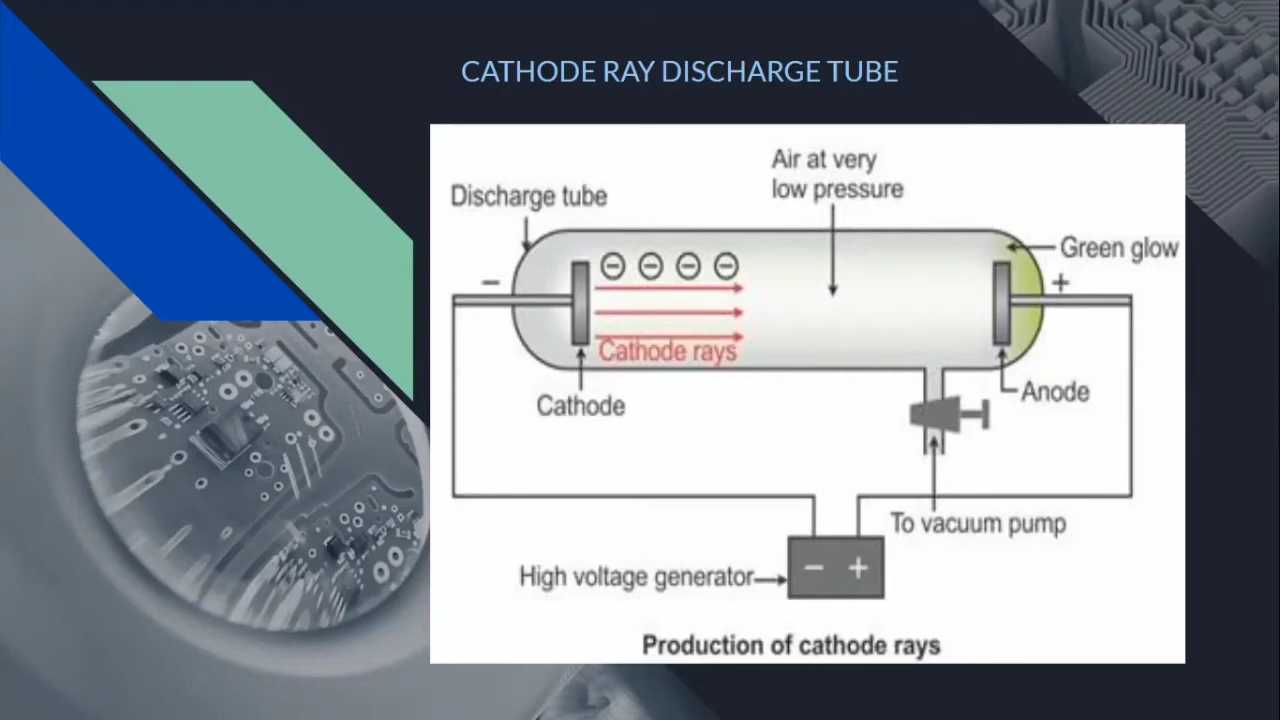 CATHODE RAY DISCHARGE TUBE
Air at very
low pressure
Discharge tube
Green glow
−
+
− − − −
Cathode rays
Cathode
Anode
To vacuum pump
− +
High voltage generator
Production of cathode rays